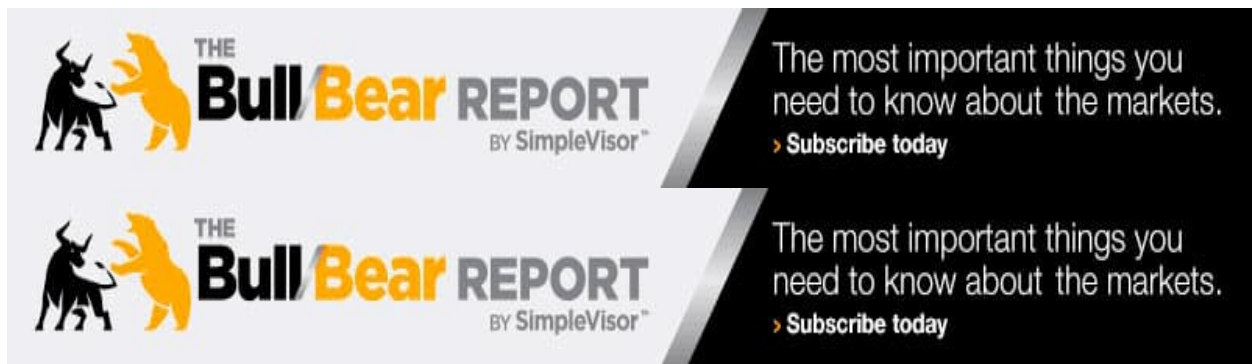 THE
Bull/Bear REPORT
BY SimpleVisor™
The most important things you
need to know about the markets.
› Subscribe today
THE
Bull/Bear REPORT
BY SimpleVisor™
The most important things you
need to know about the markets.
› Subscribe today